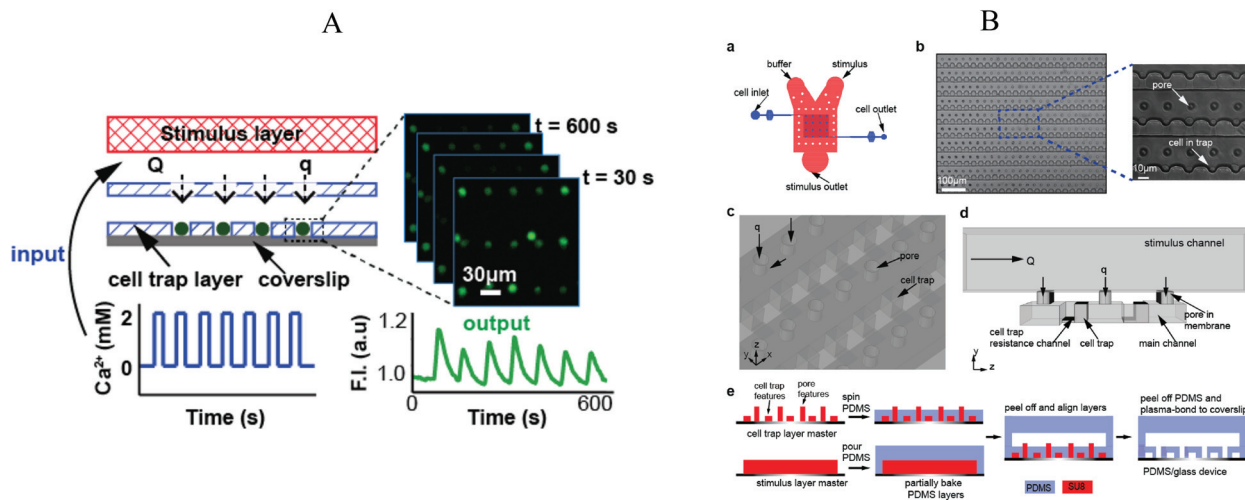 A
Stimulus layer
Q
q
input
cell trap layer
coverslip
t = 600 s
t = 30 s
30μm
Ca²⁺ (mM)
2
0
Time (s)
output
F.I. (a.u)
1.2
1.0
0
600
Time (s)
B
a
buffer
stimulus
cell inlet
cell outlet
stimulus outlet
b
100μm
pore
cell in trap
10μm
c
q
pore
cell trap
z
y
x
d
stimulus channel
Q
q
pore in
membrane
cell trap
resistance channel
cell trap
main channel
y
z
e
cell trap
features
pore
features
cell trap layer master
spin
PDMS
stimulus layer master
pour
PDMS
partially bake
PDMS layers
peel off and align layers
PDMS
SU8
peel off PDMS and
plasma-bond to coverslip
PDMS/glass device